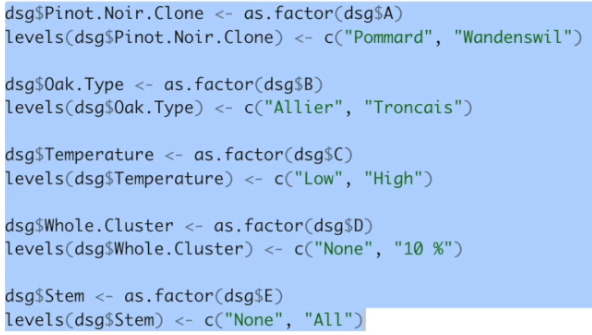 dsg$Pinot.Noir.Clone <- as.factor(dsg$A)
levels(dsg$Pinot.Noir.Clone) <- c("Pommard", "Wandenswil")
dsg$Oak.Type <- as.factor(dsg$B)
levels(dsg$Oak.Type) <- c("Allier", "Troncais")
dsg$Temperature <- as.factor(dsg$C)
levels(dsg$Temperature) <- c("Low", "High")
dsg$Whole.Cluster <- as.factor(dsg$D)
levels(dsg$Whole.Cluster) <- c("None", "10 %")
dsg$Stem <- as.factor(dsg$E)
levels(dsg$Stem) <- c("None", "All")